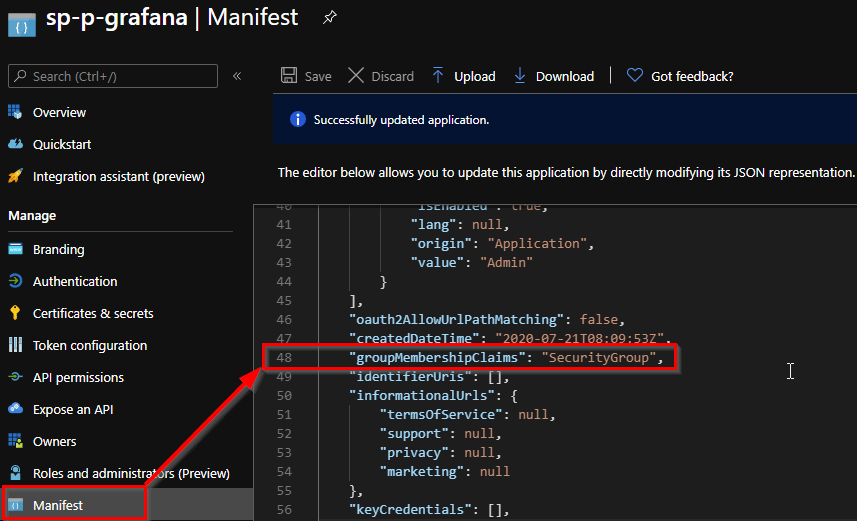 sp-p-grafana | Manifest
Search (Ctrl+/)
«
Overview
Quickstart
Integration assistant (preview)
Manage
Branding
Authentication
Certificates & secrets
Token configuration
API permissions
Expose an API
Owners
Roles and administrators (Preview)
Manifest
Save Discard Upload Download Got feedback?
Successfully updated application.
The editor below allows you to update this application by directly modifying its JSON representation.
40 "isEnabled": true,
41 "lang": null,
42 "origin": "Application",
43 "value": "Admin"
44 }
45 ],
46 "oauth2AllowUrlPathMatching": false,
47 "createdDateTime": "2020-07-21T08:09:53Z",
48 "groupMembershipClaims": "SecurityGroup",
49 "identifierUris": [],
50 "informationalUrls": {
51 "termsOfService": null,
52 "support": null,
53 "privacy": null,
54 "marketing": null
55 },
56 "keyCredentials": [],